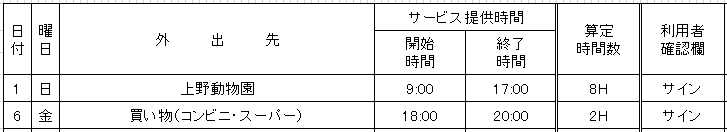 日付 曜日 外出先 サービス提供時間 算定時間数 利用者確認欄
開始時間 終了時間
1 日 上野動物園 9:00 17:00 8H サイン
6 金 買い物(コンビニ・スーパー) 18:00 20:00 2H サイン